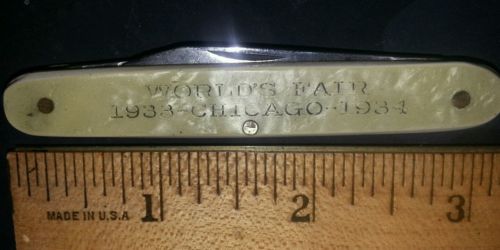 WORLD'S FAIR
1933-CHICAGO-1934
MADE IN U.S.A
1 2 3